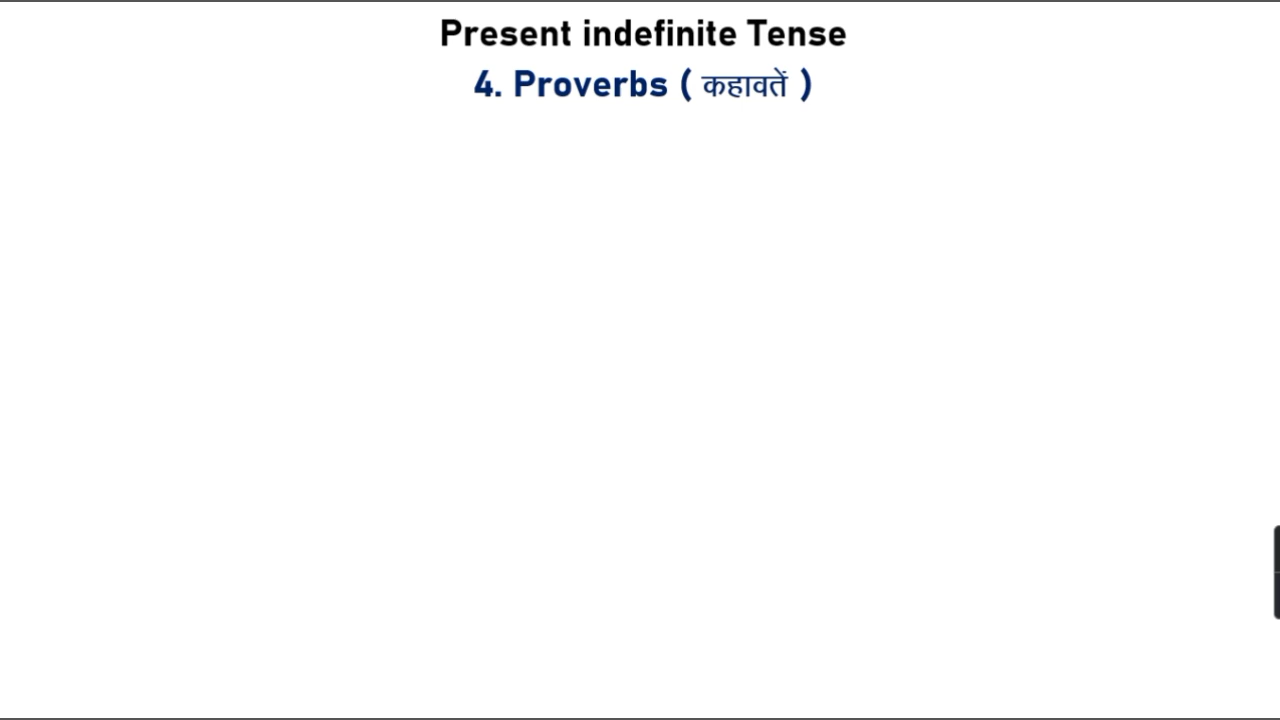 Present indefinite Tense
4. Proverbs ( कहावतें )